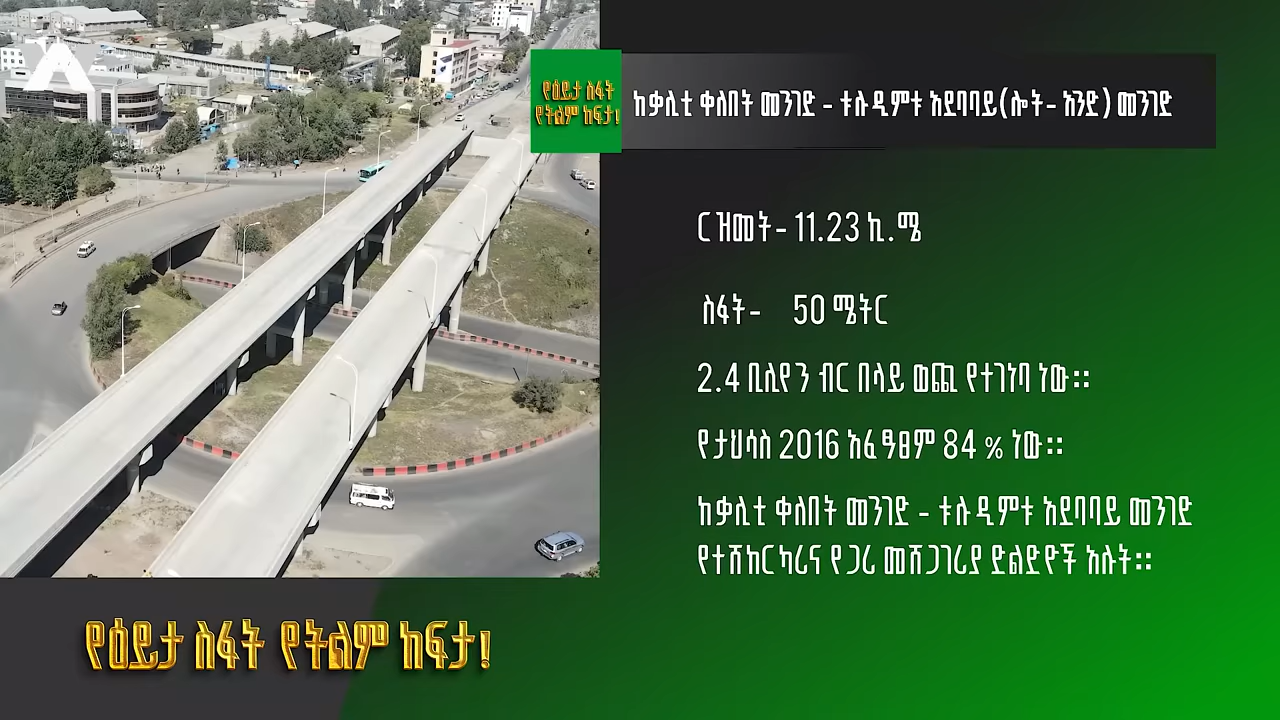 የዕይታ ስፋት
የትልም ከፍታ!
ከቃሊቲ ቀለበት መንገድ - ቱሉዲምቱ አደባባይ(ሎት- አንድ) መንገድ
ርዝመት- 11.23 ኪ.ሜ
ስፋት- 50 ሜትር
2.4 ቢሊየን ብር በላይ ወጪ የተገነባ ነው።
የታህሳስ 2016 አፈፃፀም 84 % ነው።
ከቃሊቲ ቀለበት መንገድ - ቱሉዲምቱ አደባባይ መንገድ
የተሸከርካሪና የጋሪ መሸጋገሪያ ድልድዮች አሉት።
የዕይታ ስፋት የትልም ከፍታ!